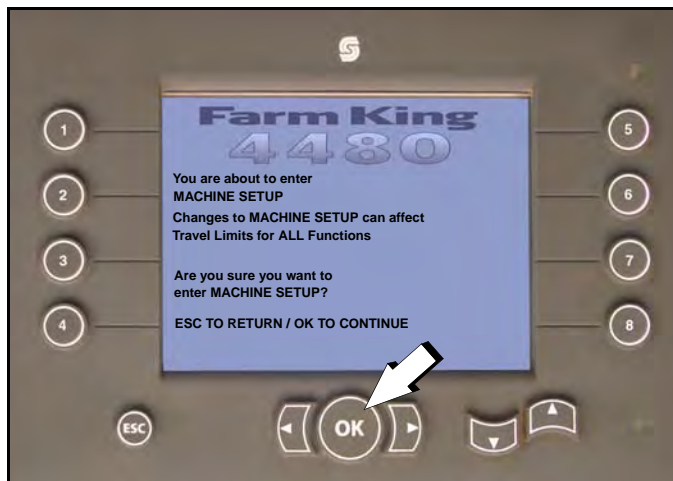 Farm King
4480
You are about to enter
MACHINE SETUP
Changes to MACHINE SETUP can affect
Travel Limits for ALL Functions
Are you sure you want to
enter MACHINE SETUP?
ESC TO RETURN / OK TO CONTINUE
1
2
3
4
5
6
7
8
ESC
OK